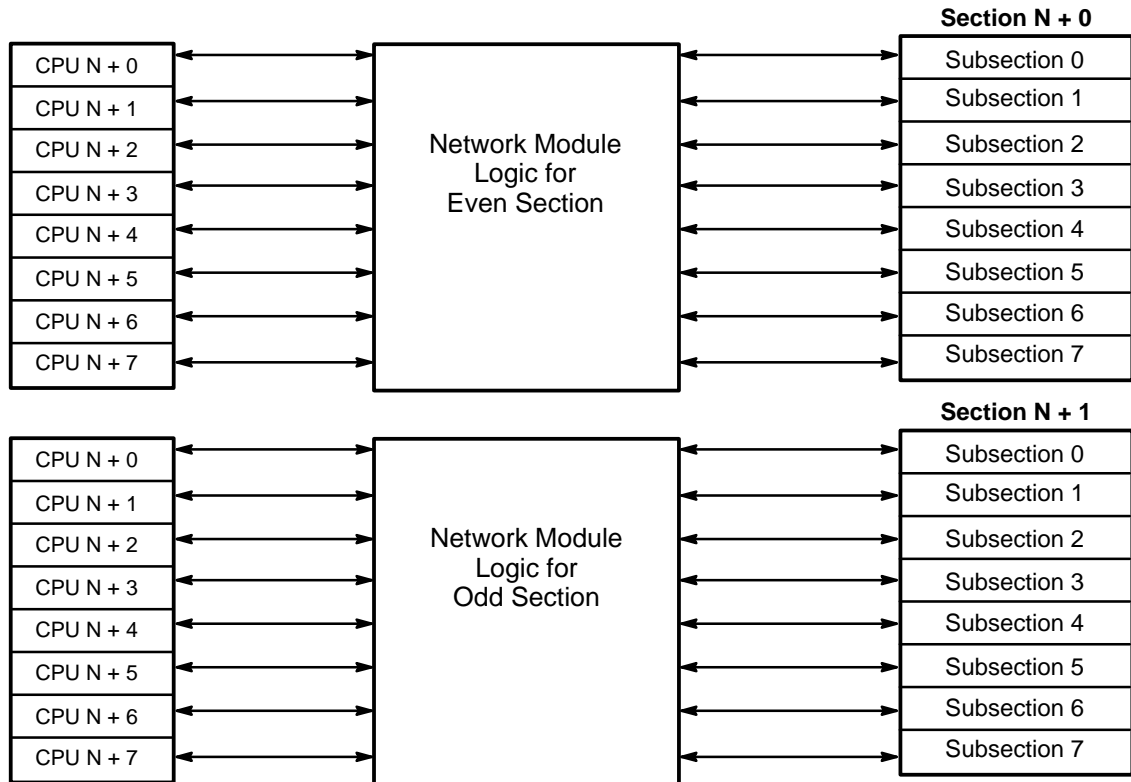 Section N + 0
CPU N + 0
CPU N + 1
CPU N + 2
CPU N + 3
CPU N + 4
CPU N + 5
CPU N + 6
CPU N + 7
Network Module
Logic for
Even Section
Subsection 0
Subsection 1
Subsection 2
Subsection 3
Subsection 4
Subsection 5
Subsection 6
Subsection 7
Section N + 1
CPU N + 0
CPU N + 1
CPU N + 2
CPU N + 3
CPU N + 4
CPU N + 5
CPU N + 6
CPU N + 7
Network Module
Logic for
Odd Section
Subsection 0
Subsection 1
Subsection 2
Subsection 3
Subsection 4
Subsection 5
Subsection 6
Subsection 7